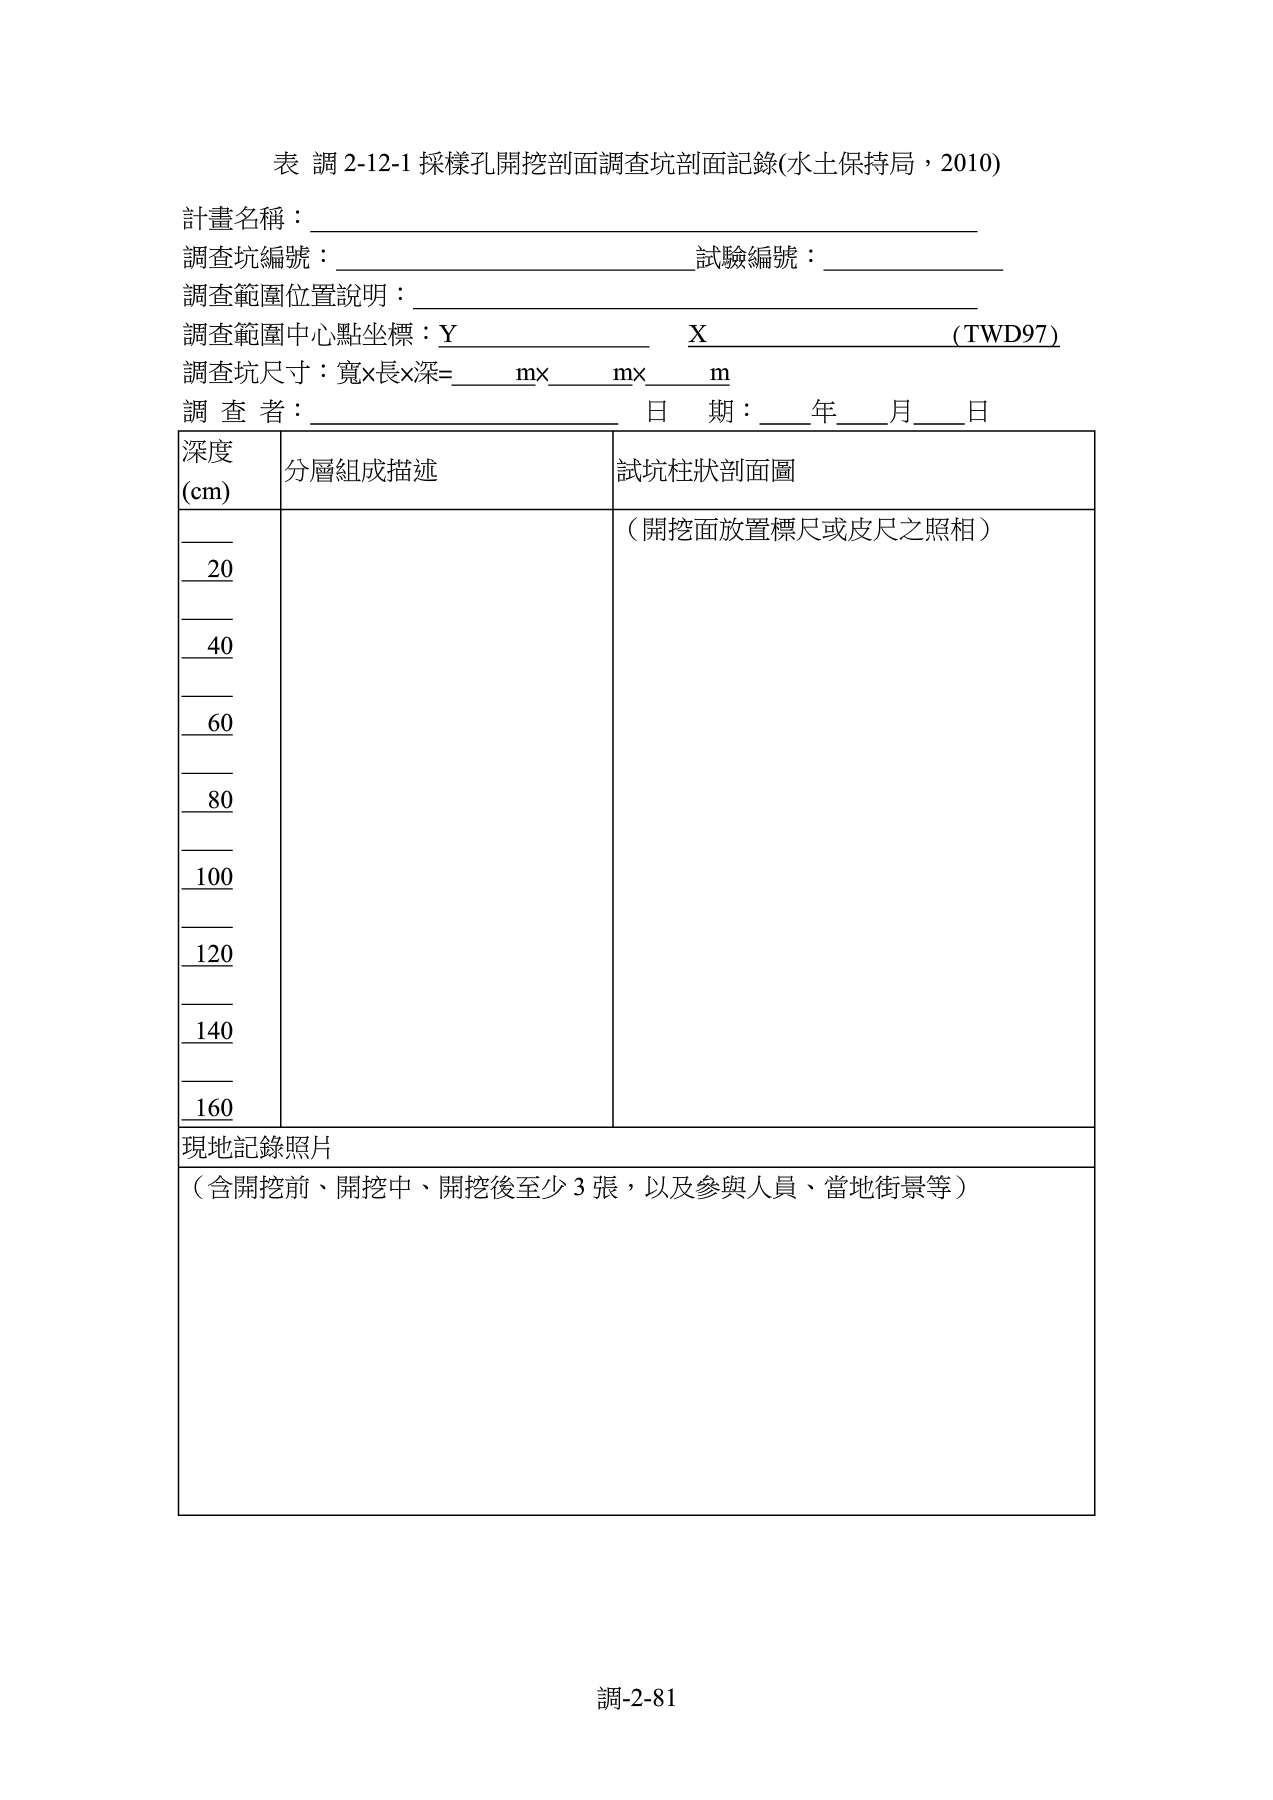 表 調 2-12-1 採樣孔開挖剖面調查坑剖面記錄(水土保持局，2010)
計畫名稱：
調查坑編號： 試驗編號：
調查範圍位置說明：
調查範圍中心點坐標：Y X (TWD97)
調查坑尺寸：寬×長×深= m× m× m
調 查 者： 日 期： 年 月 日
深度
(cm)
分層組成描述
試坑柱狀剖面圖
（開挖面放置標尺或皮尺之照相）
20
40
60
80
100
120
140
160
現地記錄照片
（含開挖前、開挖中、開挖後至少 3 張，以及參與人員、當地街景等）
調-2-81